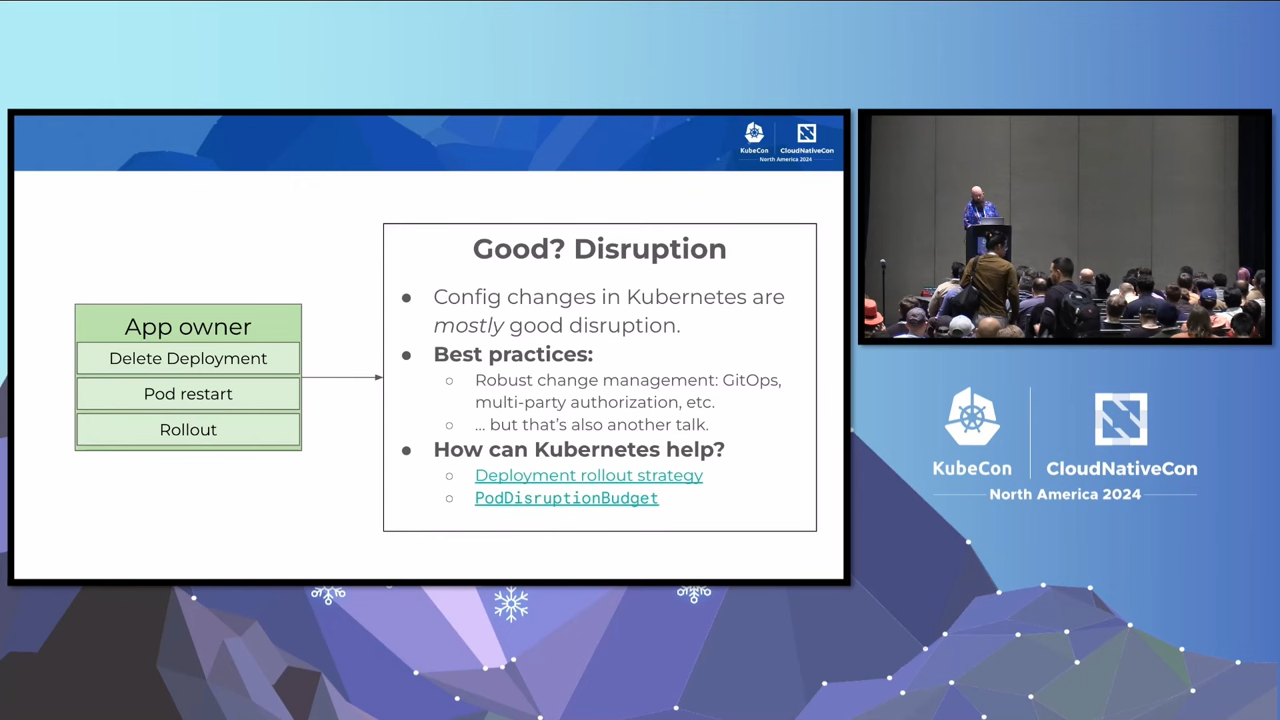 KubeCon
CloudNativeCon
North America 2024
App owner
Delete Deployment
Pod restart
Rollout
Good? Disruption
● Config changes in Kubernetes are
mostly good disruption.
● Best practices:
○ Robust change management: GitOps,
multi-party authorization, etc.
○ … but that’s also another talk.
● How can Kubernetes help?
○ Deployment rollout strategy
○ PodDisruptionBudget
KubeCon
CloudNativeCon
North America 2024